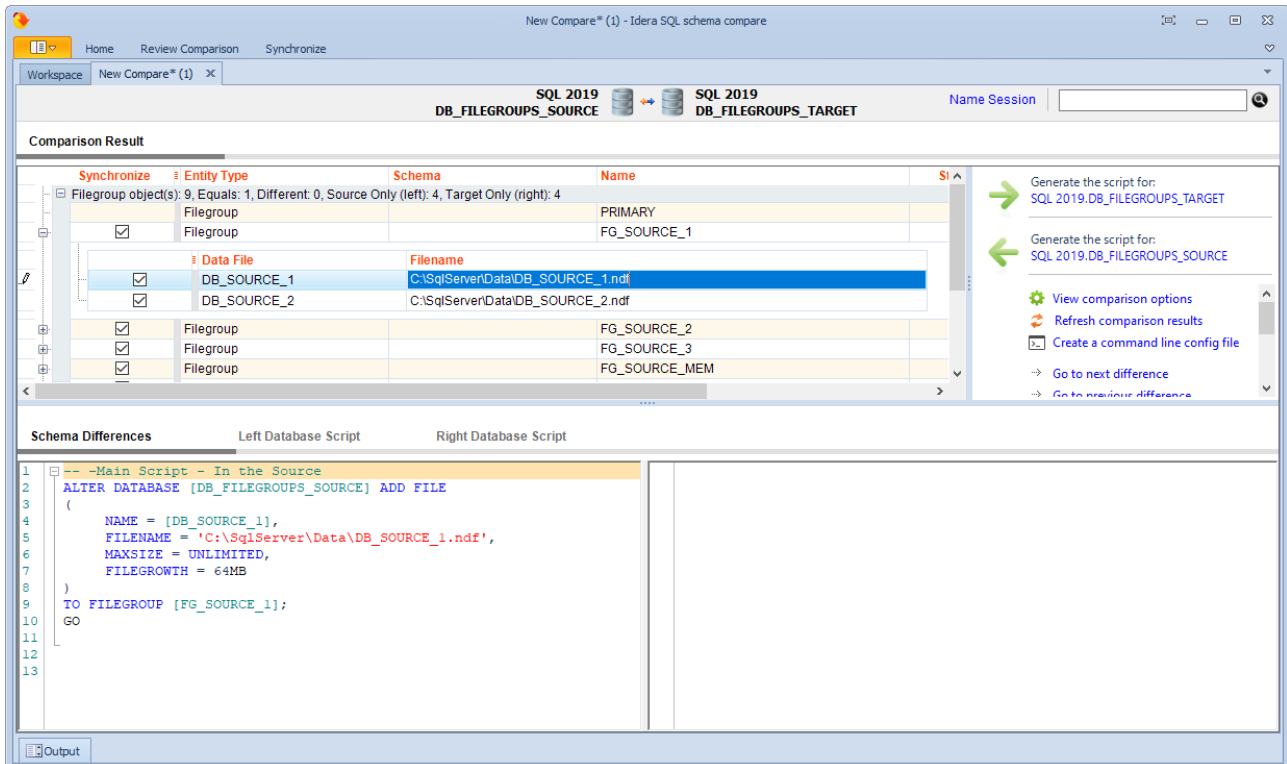 New Compare* (1) - Idera SQL schema compare
Home Review Comparison Synchronize
Workspace New Compare* (1)
SQL 2019 SQL 2019
DB_FILEGROUPS_SOURCE DB_FILEGROUPS_TARGET Name Session
Comparison Result
Synchronize Entity Type Schema Name
Filegroup object(s): 9, Equals: 1, Different: 0, Source Only (left): 4, Target Only (right): 4
Filegroup PRIMARY
Filegroup FG_SOURCE_1
Data File Filename
DB_SOURCE_1 C:\SqlServer\Data\DB_SOURCE_1.ndf
DB_SOURCE_2 C:\SqlServer\Data\DB_SOURCE_2.ndf
Filegroup FG_SOURCE_2
Filegroup FG_SOURCE_3
Filegroup FG_SOURCE_MEM
Generate the script for:
SQL 2019.DB_FILEGROUPS_TARGET
Generate the script for:
SQL 2019.DB_FILEGROUPS_SOURCE
View comparison options
Refresh comparison results
Create a command line config file
Go to next difference
Go to previous difference
Schema Differences Left Database Script Right Database Script
1 -- -Main Script - In the Source
2 ALTER DATABASE [DB_FILEGROUPS_SOURCE] ADD FILE
3 (
4 NAME = [DB_SOURCE_1],
5 FILENAME = 'C:\SqlServer\Data\DB_SOURCE_1.ndf',
6 MAXSIZE = UNLIMITED,
7 FILEGROWTH = 64MB
8 )
9 TO FILEGROUP [FG_SOURCE_1];
10 GO
11
12
13
Output